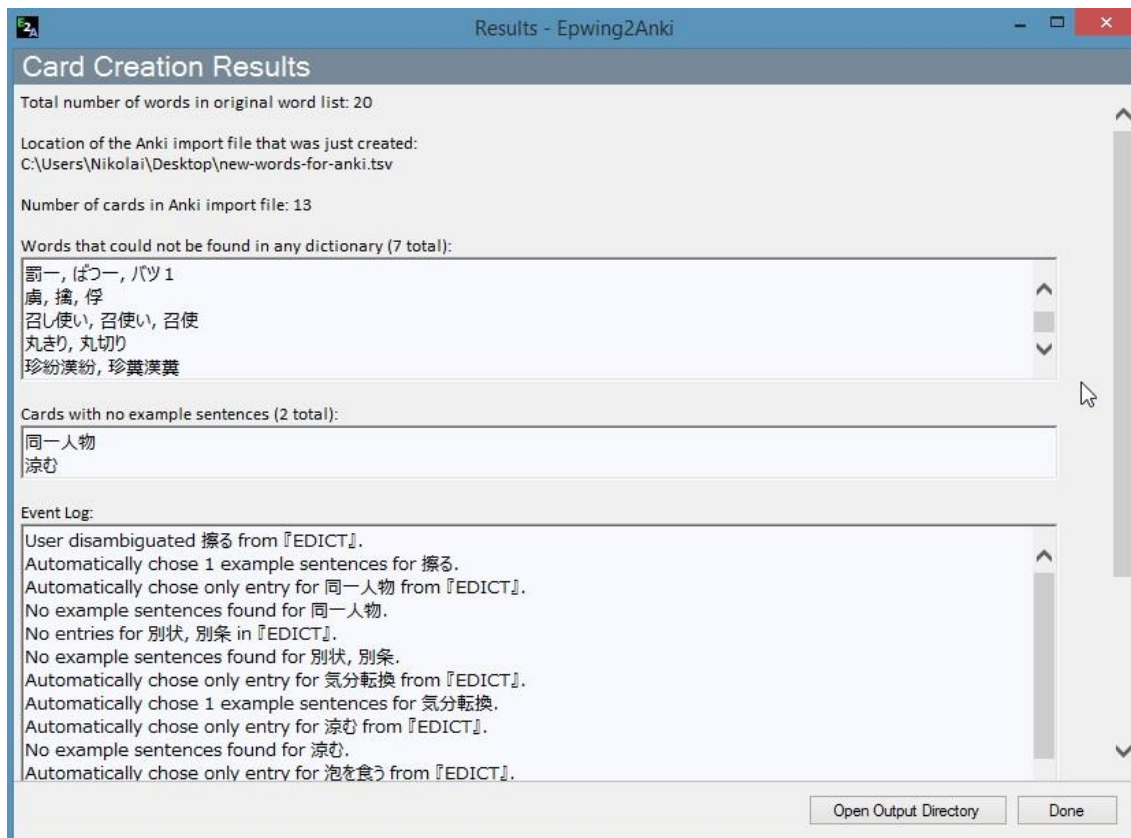 E2A
Results - Epwing2Anki
Card Creation Results
Total number of words in original word list: 20
Location of the Anki import file that was just created:
C:\Users\Nikolai\Desktop\new-words-for-anki.tsv
Number of cards in Anki import file: 13
Words that could not be found in any dictionary (7 total):
罰一, ばつ一, バツ1
虜, 擒, 俘
召し使い, 召使い, 召使
丸きり, 丸切り
珍紛漢紛, 珍糞漢糞
Cards with no example sentences (2 total):
同一人物
涼む
Event Log:
User disambiguated 擦る from『EDICT』.
Automatically chose 1 example sentences for 擦る.
Automatically chose only entry for 同一人物 from『EDICT』.
No example sentences found for 同一人物.
No entries for 別状, 別条 in『EDICT』.
No example sentences found for 別状, 別条.
Automatically chose only entry for 気分転換 from『EDICT』.
Automatically chose 1 example sentences for 気分転換.
Automatically chose only entry for 涼む from『EDICT』.
No example sentences found for 涼む.
Automatically chose only entry for 泡を食う from『EDICT』.
Open Output Directory
Done